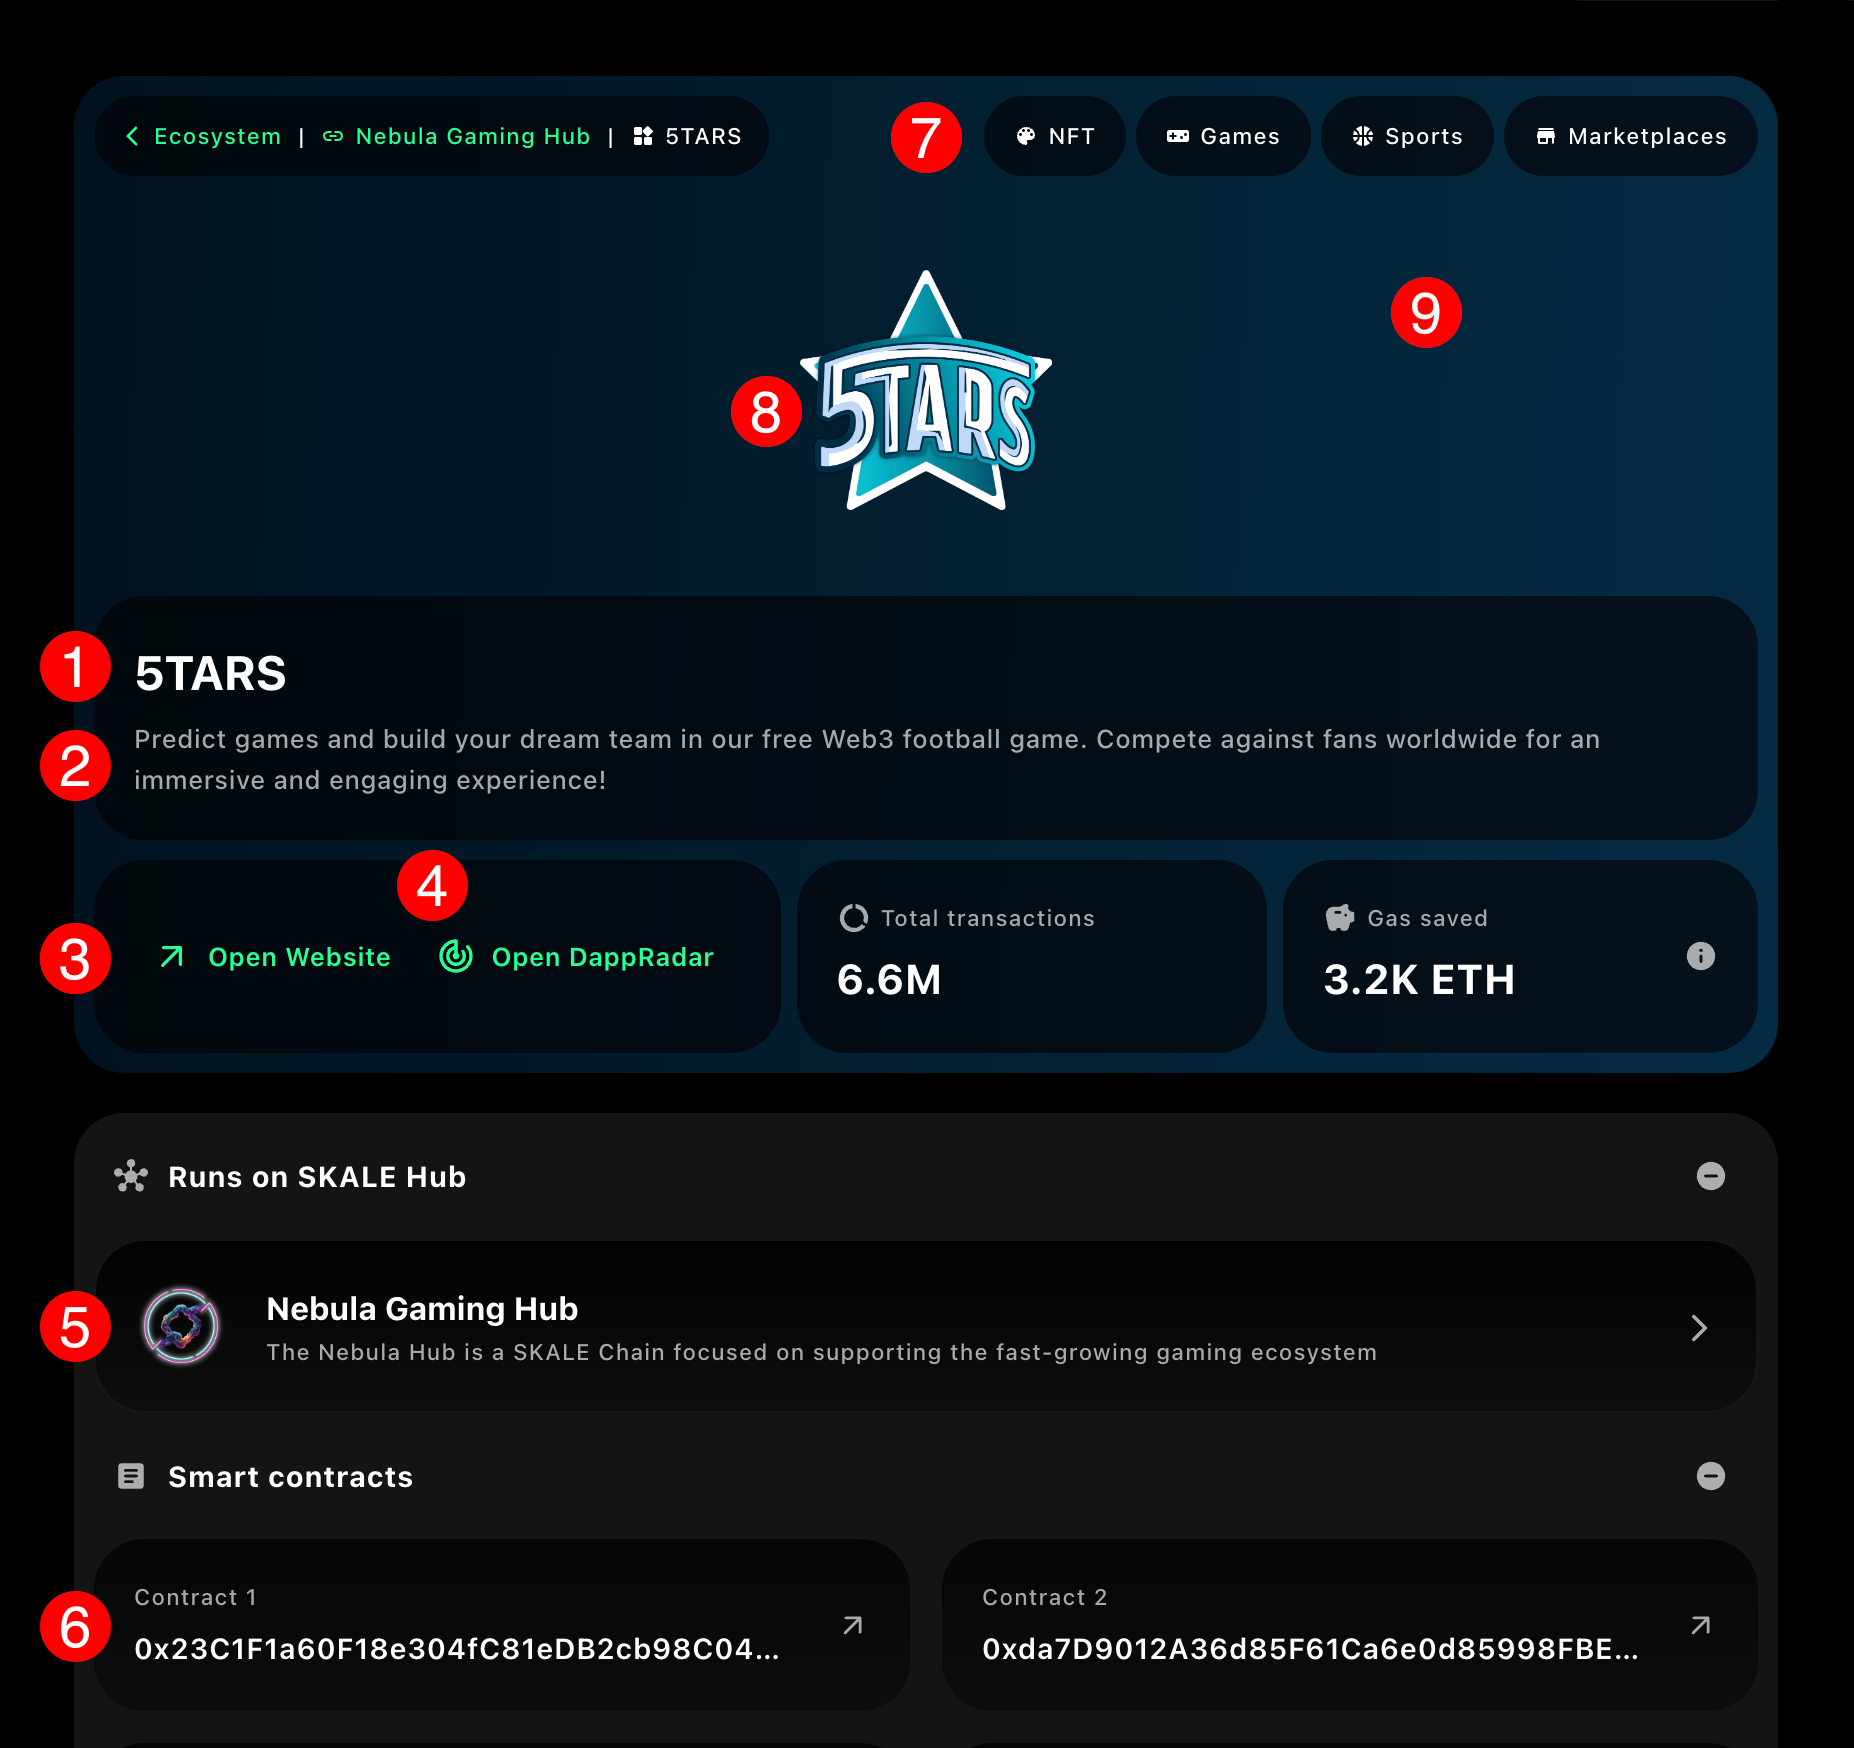 Ecosystem | Nebula Gaming Hub | 5TARS
7
NFT
Games
Sports
Marketplaces
9
8
5TARS
1
5TARS
2
Predict games and build your dream team in our free Web3 football game. Compete against fans worldwide for an
immersive and engaging experience!
4
3
Open Website
Open DappRadar
Total transactions
6.6M
Gas saved
3.2K ETH
Runs on SKALE Hub
5
Nebula Gaming Hub
The Nebula Hub is a SKALE Chain focused on supporting the fast-growing gaming ecosystem
Smart contracts
6
Contract 1
0x23C1F1a60F18e304fC81eDB2cb98C04...
Contract 2
0xda7D9012A36d85F61Ca6e0d85998FBE...